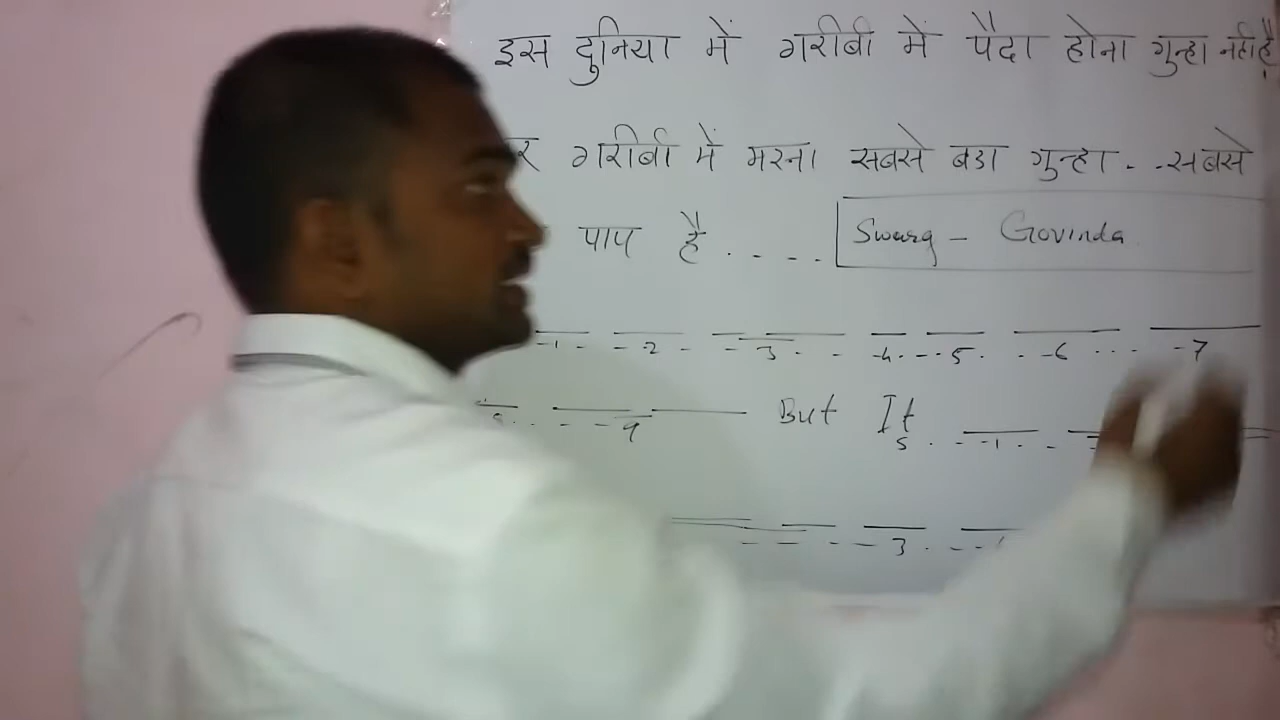 इस दुनिया में गरीबी में पैदा होना गुन्हा नहीं है
र गरीबी में मरना सबसे बडा गुन्हा - -सबसे
पाप है . - - - . Swarg - Govinda
-1 - -2 - - 3 - - -4 - - -5 - . -6 - - - -7
- - -9 But It
S . - -1 - -
- - - - - 3 - - -